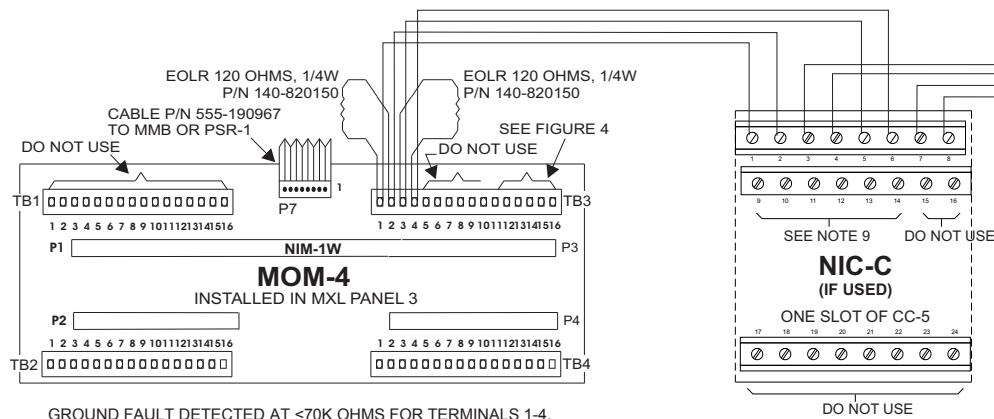 EOLR 120 OHMS, 1/4W
P/N 140-820150
EOLR 120 OHMS, 1/4W
P/N 140-820150
CABLE P/N 555-190967
TO MMB OR PSR-1
DO NOT USE
SEE FIGURE 4
DO NOT USE
1
P7
TB1
1 2 3 4 5 6 7 8 9 10 11 12 13 14 15 16
TB3
1 2 3 4 5 6 7 8 9 10 11 12 13 14 15 16
P1
NIM-1W
P3
MOM-4
INSTALLED IN MXL PANEL 3
P2
P4
1 2 3 4 5 6 7 8 9 10 11 12 13 14 15 16
TB2
1 2 3 4 5 6 7 8 9 10 11 12 13 14 15 16
TB4
GROUND FAULT DETECTED AT <70K OHMS FOR TERMINALS 1-4.
1 2 3 4 5 6 7 8
9 10 11 12 13 14 15 16
SEE NOTE 9
DO NOT USE
NIC-C
(IF USED)
ONE SLOT OF CC-5
17 18 19 20 21 22 23 24
DO NOT USE